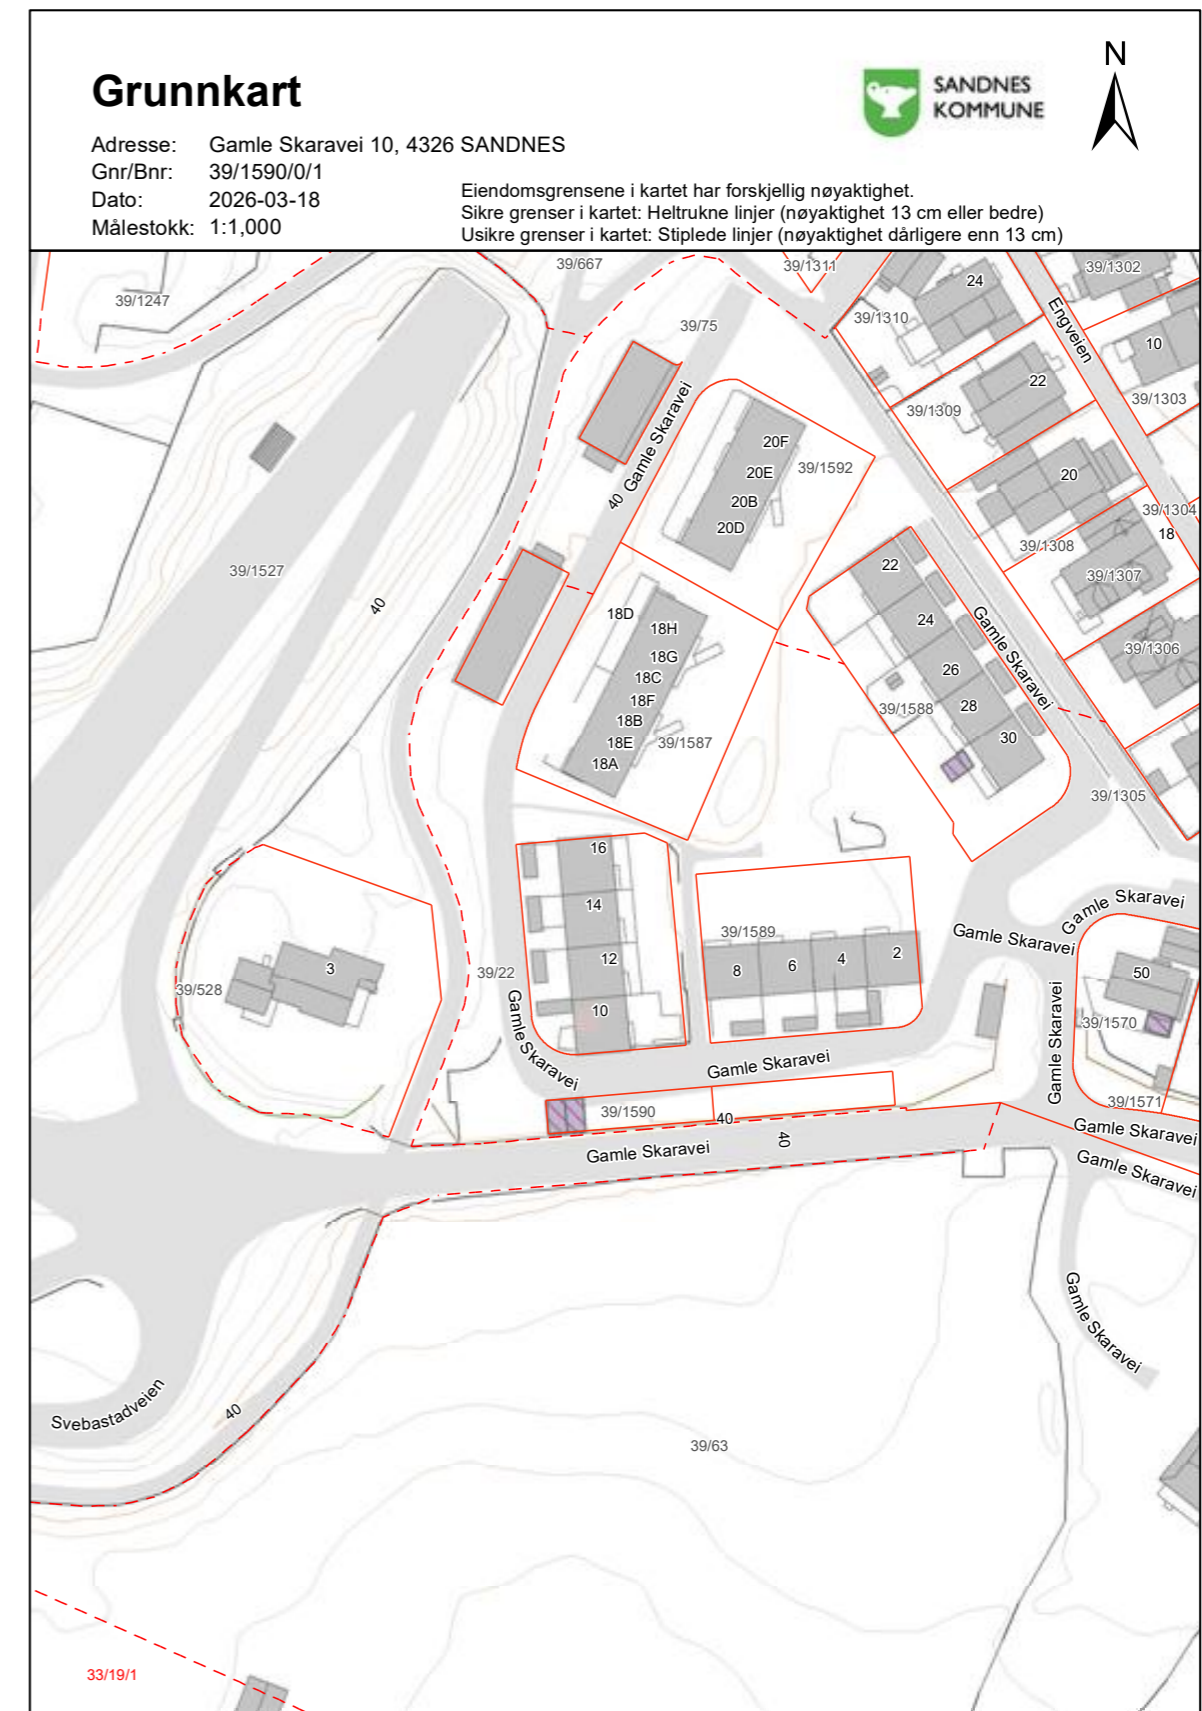 Grunnkart
SANDNES
KOMMUNE
N
Adresse: Gamle Skaravei 10, 4326 SANDNES
Gnr/Bnr: 39/1590/0/1
Dato: 2026-03-18
Målestokk: 1:1,000
Eiendomsgrensene i kartet har forskjellig nøyaktighet.
Sikre grenser i kartet: Heltrukne linjer (nøyaktighet 13 cm eller bedre)
Usikre grenser i kartet: Stiplede linjer (nøyaktighet dårligere enn 13 cm)
39/667
39/1311
39/1302
39/1247
24
39/1310
Engveien
39/75
10
22
39/1303
39/1309
Gamle Skaravei
40
20F
20E
39/1592
20B
20D
20
39/1304
18
39/1308
39/1307
39/1527
40
22
18D
24
Gamle Skaravei
18H
18G
39/1306
18C
26
18F
39/1588
28
18B
18E
39/1587
30
18A
39/1305
16
14
Gamle Skaravei
39/1589
Gamle Skaravei
12
8
6
4
2
3
39/22
50
39/528
10
Gamle Skaravei
Gamle Skaravei
39/1570
Gamle Skaravei
39/1590
40
39/1571
Gamle Skaravei
40
Gamle Skaravei
Gamle Skaravei
Gamle Skaravei
Svebastadveien
40
39/63
33/19/1